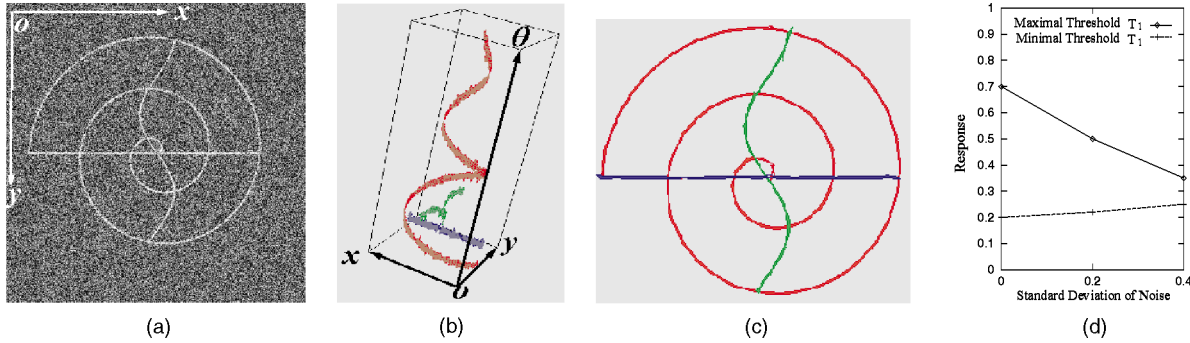 o x
y
(a)
θ
x
y
o
(b)
(c)
1
0.9
0.8
0.7
0.6
0.5
0.4
0.3
0.2
0.1
0
Response
Maximal Threshold T1
Minimal Threshold T1
0 0.2 0.4
Standard Deviation of Noise
(d)